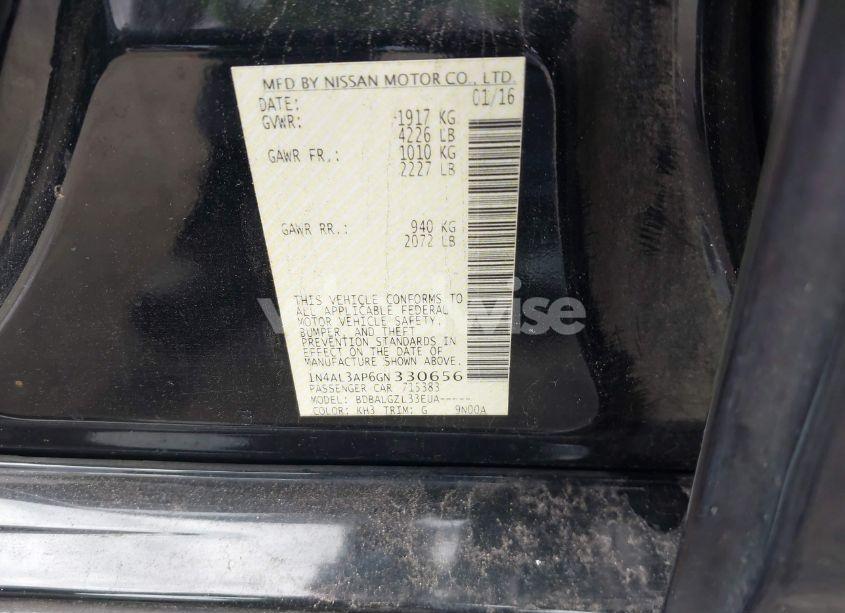 MFD BY NISSAN MOTOR CO., LTD.
DATE: 01/16
GVWR: 1917 KG
4226 LB
GAWR FR.: 1010 KG
2227 LB
GAWR RR.: 940 KG
2072 LB
THIS VEHICLE CONFORMS TO
ALL APPLICABLE FEDERAL
MOTOR VEHICLE SAFETY,
BUMPER, AND THEFT
PREVENTION STANDARDS IN
EFFECT ON THE DATE OF
MANUFACTURE SHOWN ABOVE.
1N4AL3AP6GN330656
PASSENGER CAR 715383
MODEL: BDBALGZL33EUA-----
COLOR: KH3 TRIM: G 9N00A